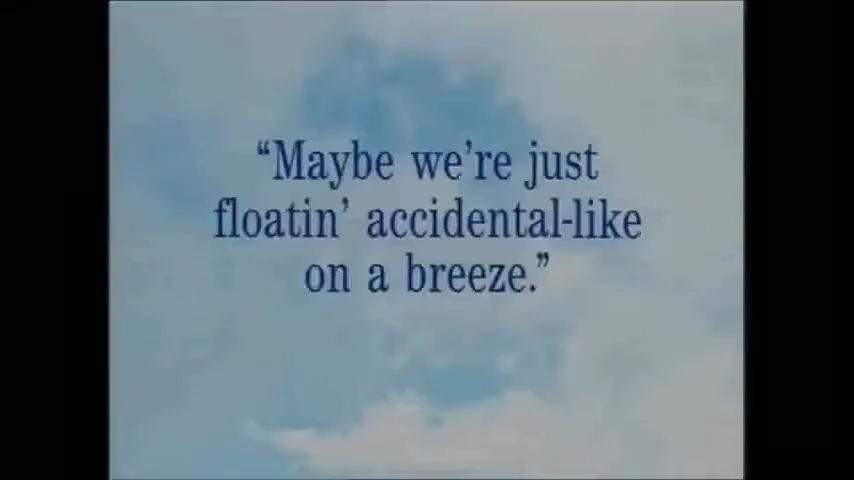 “Maybe we’re just
floatin’ accidental-like
on a breeze.”